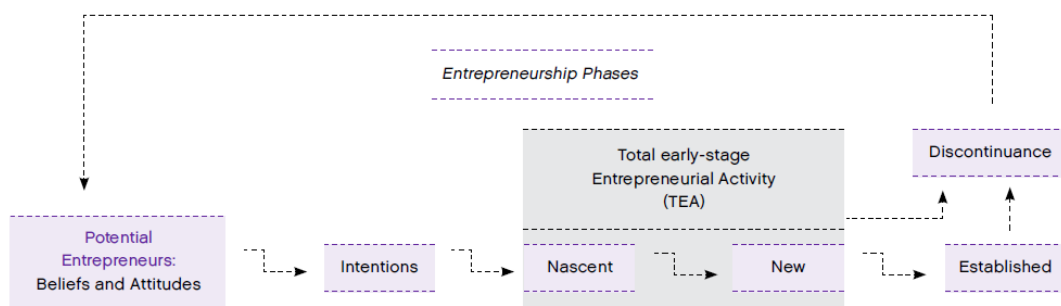 Entrepreneurship Phases
Total early-stage
Entrepreneurial Activity
(TEA)
Discontinuance
Potential
Entrepreneurs:
Beliefs and Attitudes
Intentions
Nascent
New
Established